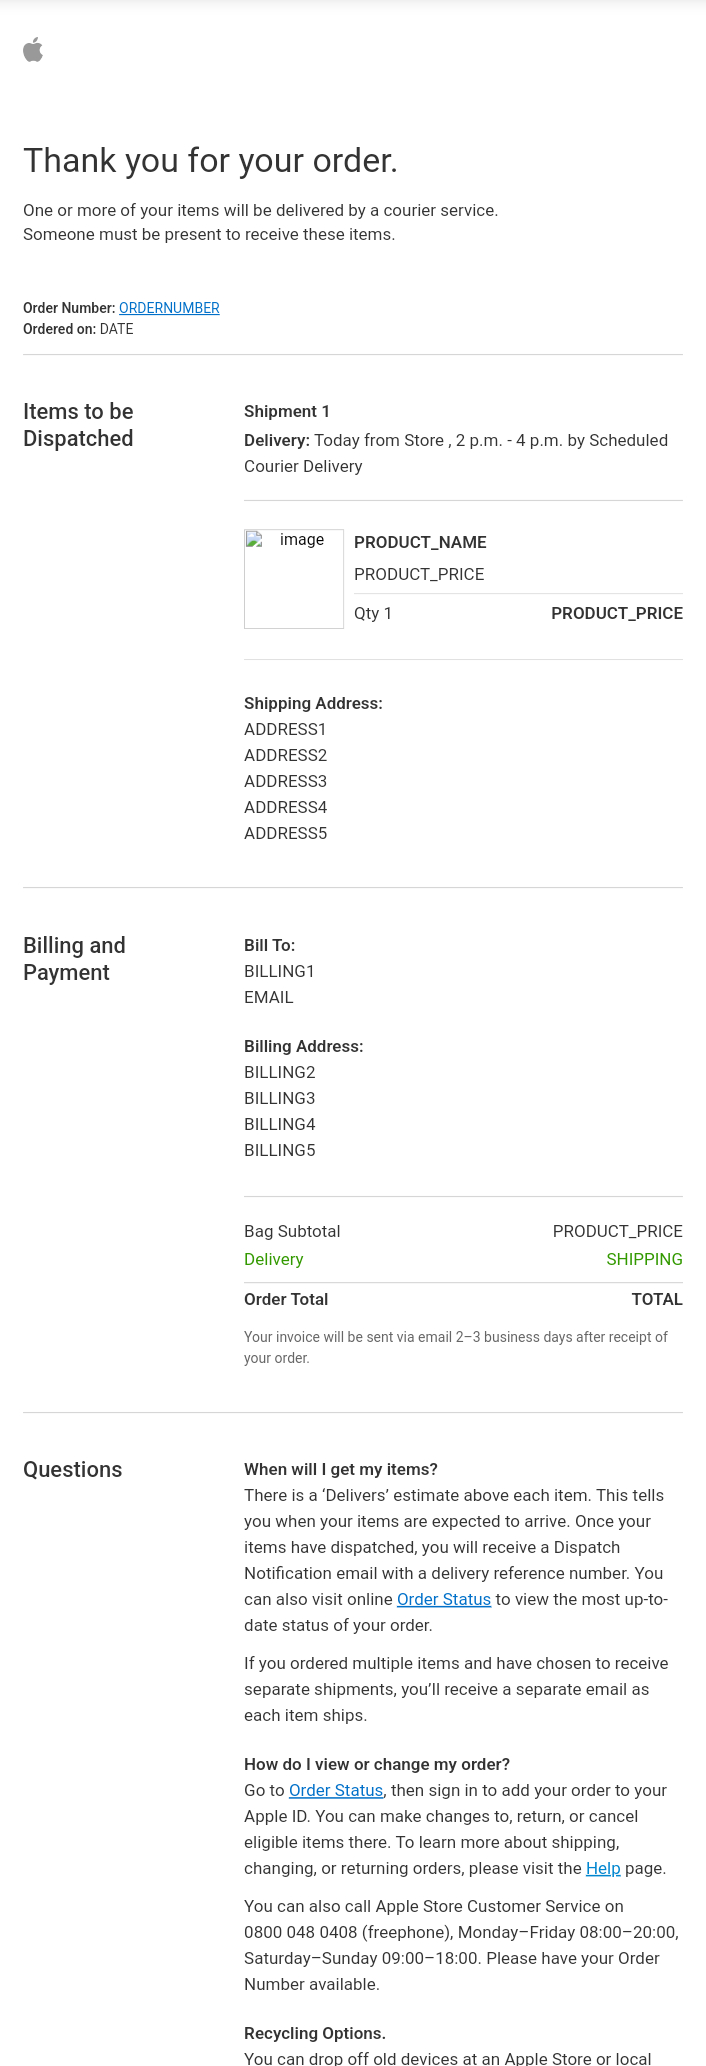 Thank you for your order.
One or more of your items will be delivered by a courier service.
Someone must be present to receive these items.
Order Number: ORDERNUMBER
Ordered on: DATE
Items to be
Dispatched
Shipment 1
Delivery: Today from Store , 2 p.m. - 4 p.m. by Scheduled
Courier Delivery
image
PRODUCT_NAME
PRODUCT_PRICE
Qty 1 PRODUCT_PRICE
Shipping Address:
ADDRESS1
ADDRESS2
ADDRESS3
ADDRESS4
ADDRESS5
Billing and
Payment
Bill To:
BILLING1
EMAIL
Billing Address:
BILLING2
BILLING3
BILLING4
BILLING5
Bag Subtotal PRODUCT_PRICE
Delivery SHIPPING
Order Total TOTAL
Your invoice will be sent via email 2–3 business days after receipt of
your order.
Questions
When will I get my items?
There is a ‘Delivers’ estimate above each item. This tells
you when your items are expected to arrive. Once your
items have dispatched, you will receive a Dispatch
Notification email with a delivery reference number. You
can also visit online Order Status to view the most up-to-
date status of your order.
If you ordered multiple items and have chosen to receive
separate shipments, you’ll receive a separate email as
each item ships.
How do I view or change my order?
Go to Order Status, then sign in to add your order to your
Apple ID. You can make changes to, return, or cancel
eligible items there. To learn more about shipping,
changing, or returning orders, please visit the Help page.
You can also call Apple Store Customer Service on
0800 048 0408 (freephone), Monday–Friday 08:00–20:00,
Saturday–Sunday 09:00–18:00. Please have your Order
Number available.
Recycling Options.
You can drop off old devices at an Apple Store or local